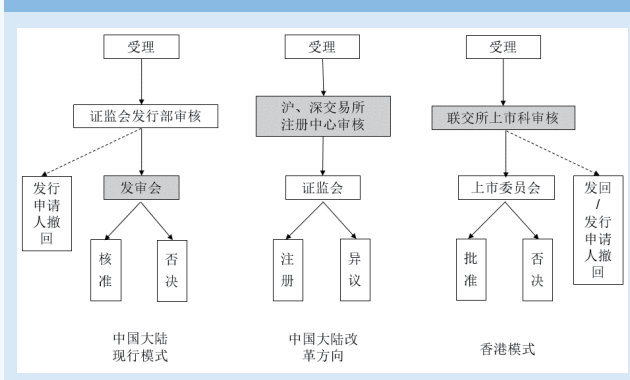 受理
证监会发行部审核
发行
申请
人撤
回
发审会
核
准
否
决
中国大陆
现行模式
受理
沪、深交易所
注册中心审核
证监会
注
册
异
议
中国大陆改
革方向
受理
联交所上市科审核
上市委员会
发回
/
发行
申请
人撤
回
批
准
否
决
香港模式